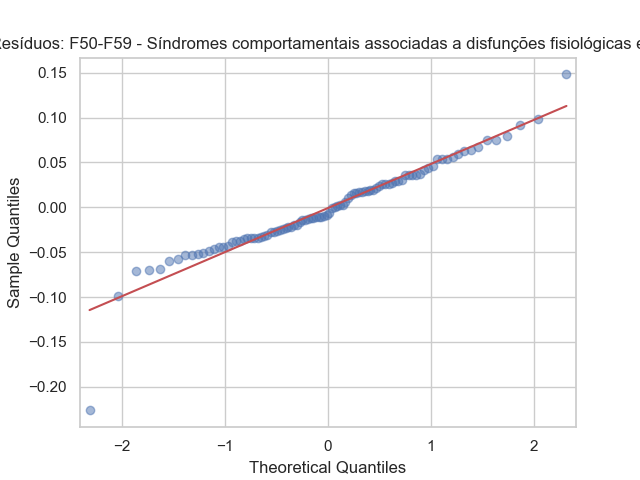 Resíduos: F50-F59 - Síndromes comportamentais associadas a disfunções fisiológicas e
0.15
0.10
0.05
0.00
−0.05
−0.10
−0.15
−0.20
Sample Quantiles
−2 −1 0 1 2
Theoretical Quantiles